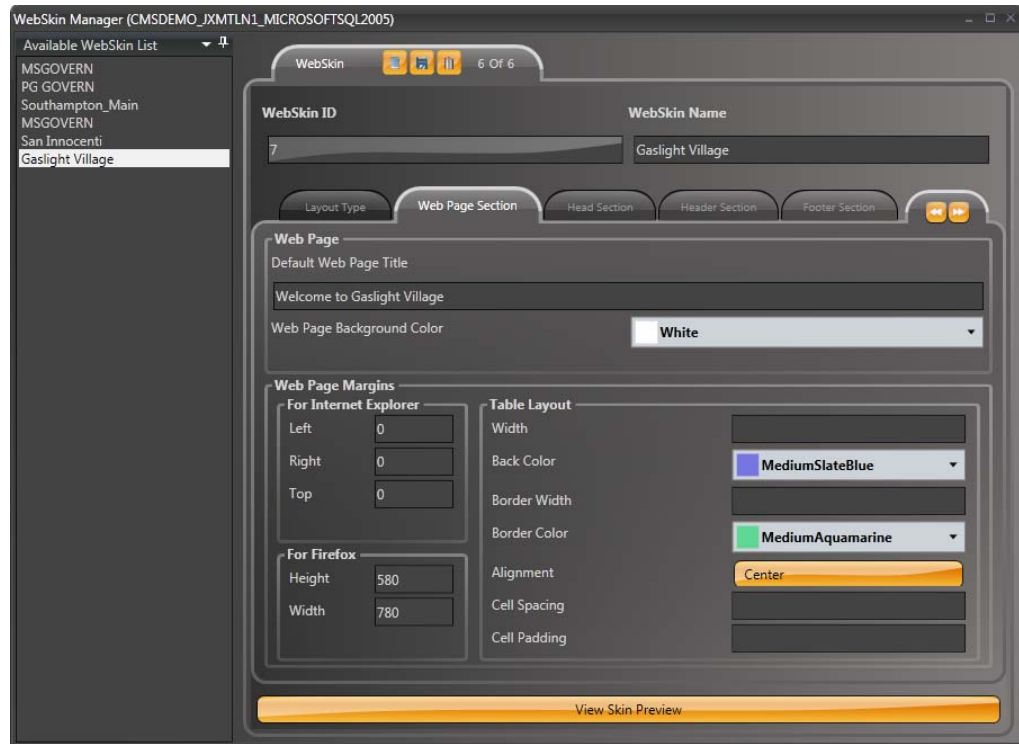 WebSkin Manager (CMSDEMO_JXMTLN1_MICROSOFTSQL2005)
Available WebSkin List
MSGOVERN
PG GOVERN
Southampton_Main
MSGOVERN
San Innocenti
Gaslight Village
WebSkin 6 Of 6
WebSkin ID WebSkin Name
7 Gaslight Village
Layout Type Web Page Section Head Section Header Section Footer Section
Web Page
Default Web Page Title
Welcome to Gaslight Village
Web Page Background Color White
Web Page Margins
For Internet Explorer
Left 0
Right 0
Top 0
For Firefox
Height 580
Width 780
Table Layout
Width
Back Color MediumSlateBlue
Border Width
Border Color MediumAquamarine
Alignment Center
Cell Spacing
Cell Padding
View Skin Preview